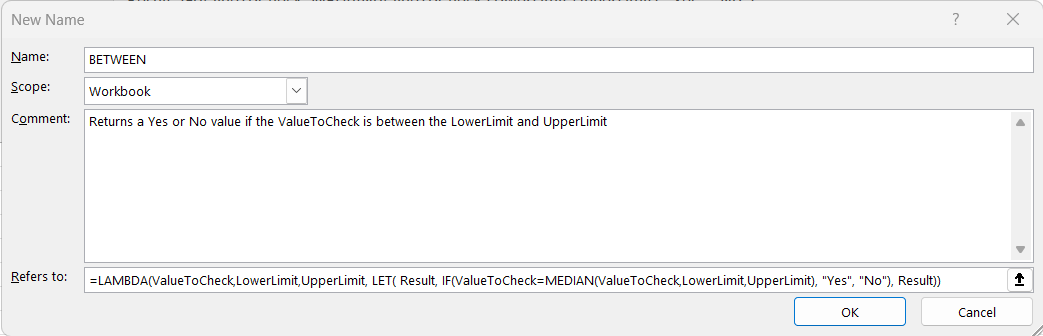 New Name
?
Name:
BETWEEN
Scope:
Workbook
Comment:
Returns a Yes or No value if the ValueToCheck is between the LowerLimit and UpperLimit
Refers to:
=LAMBDA(ValueToCheck,LowerLimit,UpperLimit, LET( Result, IF(ValueToCheck=MEDIAN(ValueToCheck,LowerLimit,UpperLimit), "Yes", "No"), Result))
OK
Cancel